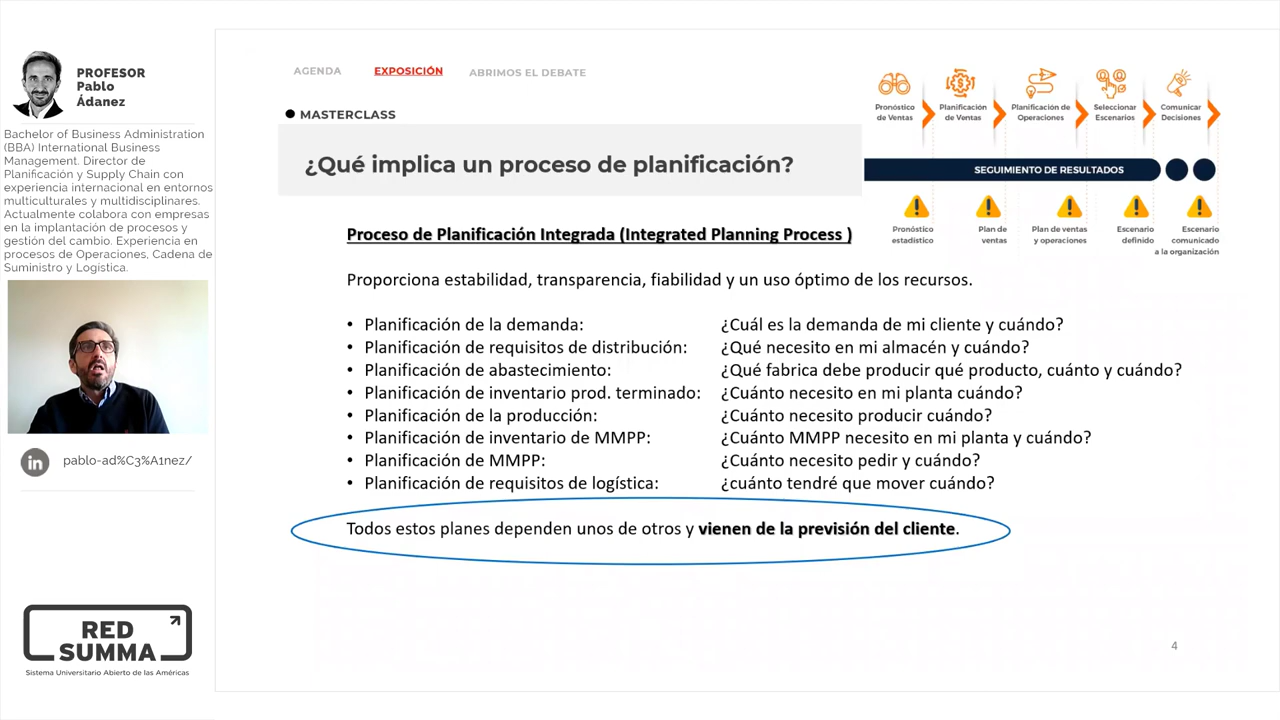 PROFESOR
Pablo
Ádanez
Bachelor of Business Administration
(BBA) International Business
Management. Director de
Planificación y Supply Chain con
experiencia internacional en entornos
multiculturales y multidisciplinares.
Actualmente colabora con empresas
en la implantación de procesos y
gestión del cambio. Experiencia en
procesos de Operaciones, Cadena de
Suministro y Logística.
in
pablo-ad%C3%A1nez/
RED
SUMMA
Sistema Universitario Abierto de las Américas
AGENDA
EXPOSICIÓN
ABRIMOS EL DEBATE
MASTERCLASS
¿Qué implica un proceso de planificación?
Pronóstico de Ventas
Planificación de Ventas
Planificación de Operaciones
Seleccionar Escenarios
Comunicar Decisiones
SEGUIMIENTO DE RESULTADOS
Pronóstico estadístico
Plan de ventas
Plan de ventas y operaciones
Escenario definido
Escenario comunicado a la organización
Proceso de Planificación Integrada (Integrated Planning Process )
Proporciona estabilidad, transparencia, fiabilidad y un uso óptimo de los recursos.
• Planificación de la demanda: ¿Cuál es la demanda de mi cliente y cuándo?
• Planificación de requisitos de distribución: ¿Qué necesito en mi almacén y cuándo?
• Planificación de abastecimiento: ¿Qué fabrica debe producir qué producto, cuánto y cuándo?
• Planificación de inventario prod. terminado: ¿Cuánto necesito en mi planta cuándo?
• Planificación de la producción: ¿Cuánto necesito producir cuándo?
• Planificación de inventario de MMPP: ¿Cuánto MMPP necesito en mi planta y cuándo?
• Planificación de MMPP: ¿Cuánto necesito pedir y cuándo?
• Planificación de requisitos de logística: ¿cuánto tendré que mover cuándo?
Todos estos planes dependen unos de otros y vienen de la previsión del cliente.
4